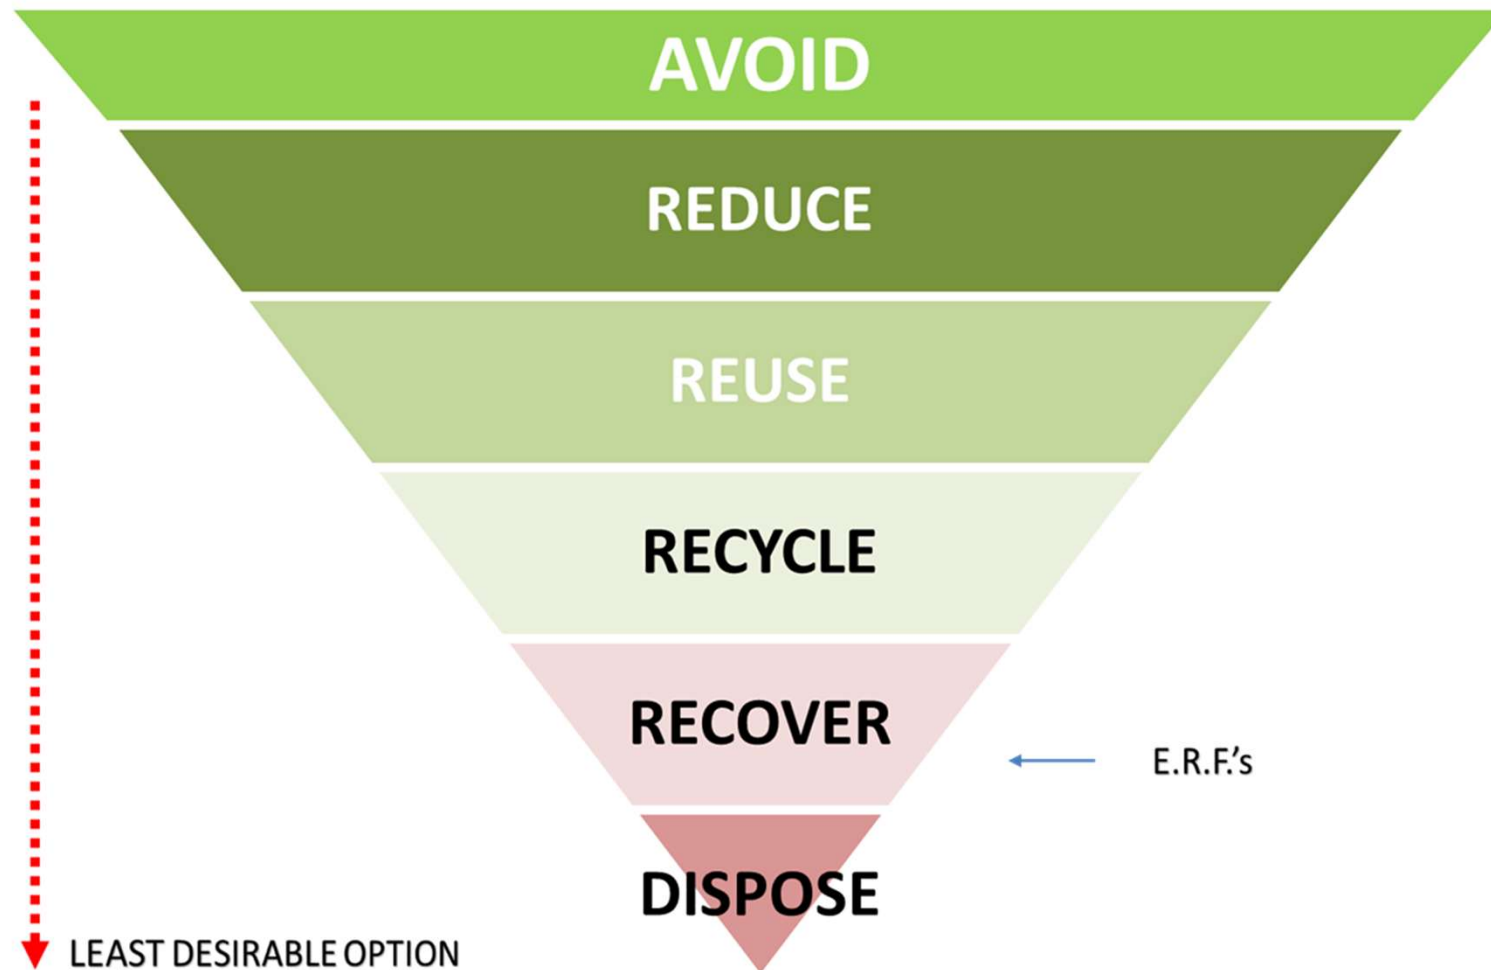 AVOID
REDUCE
REUSE
RECYCLE
RECOVER
E.R.F.'s
DISPOSE
LEAST DESIRABLE OPTION